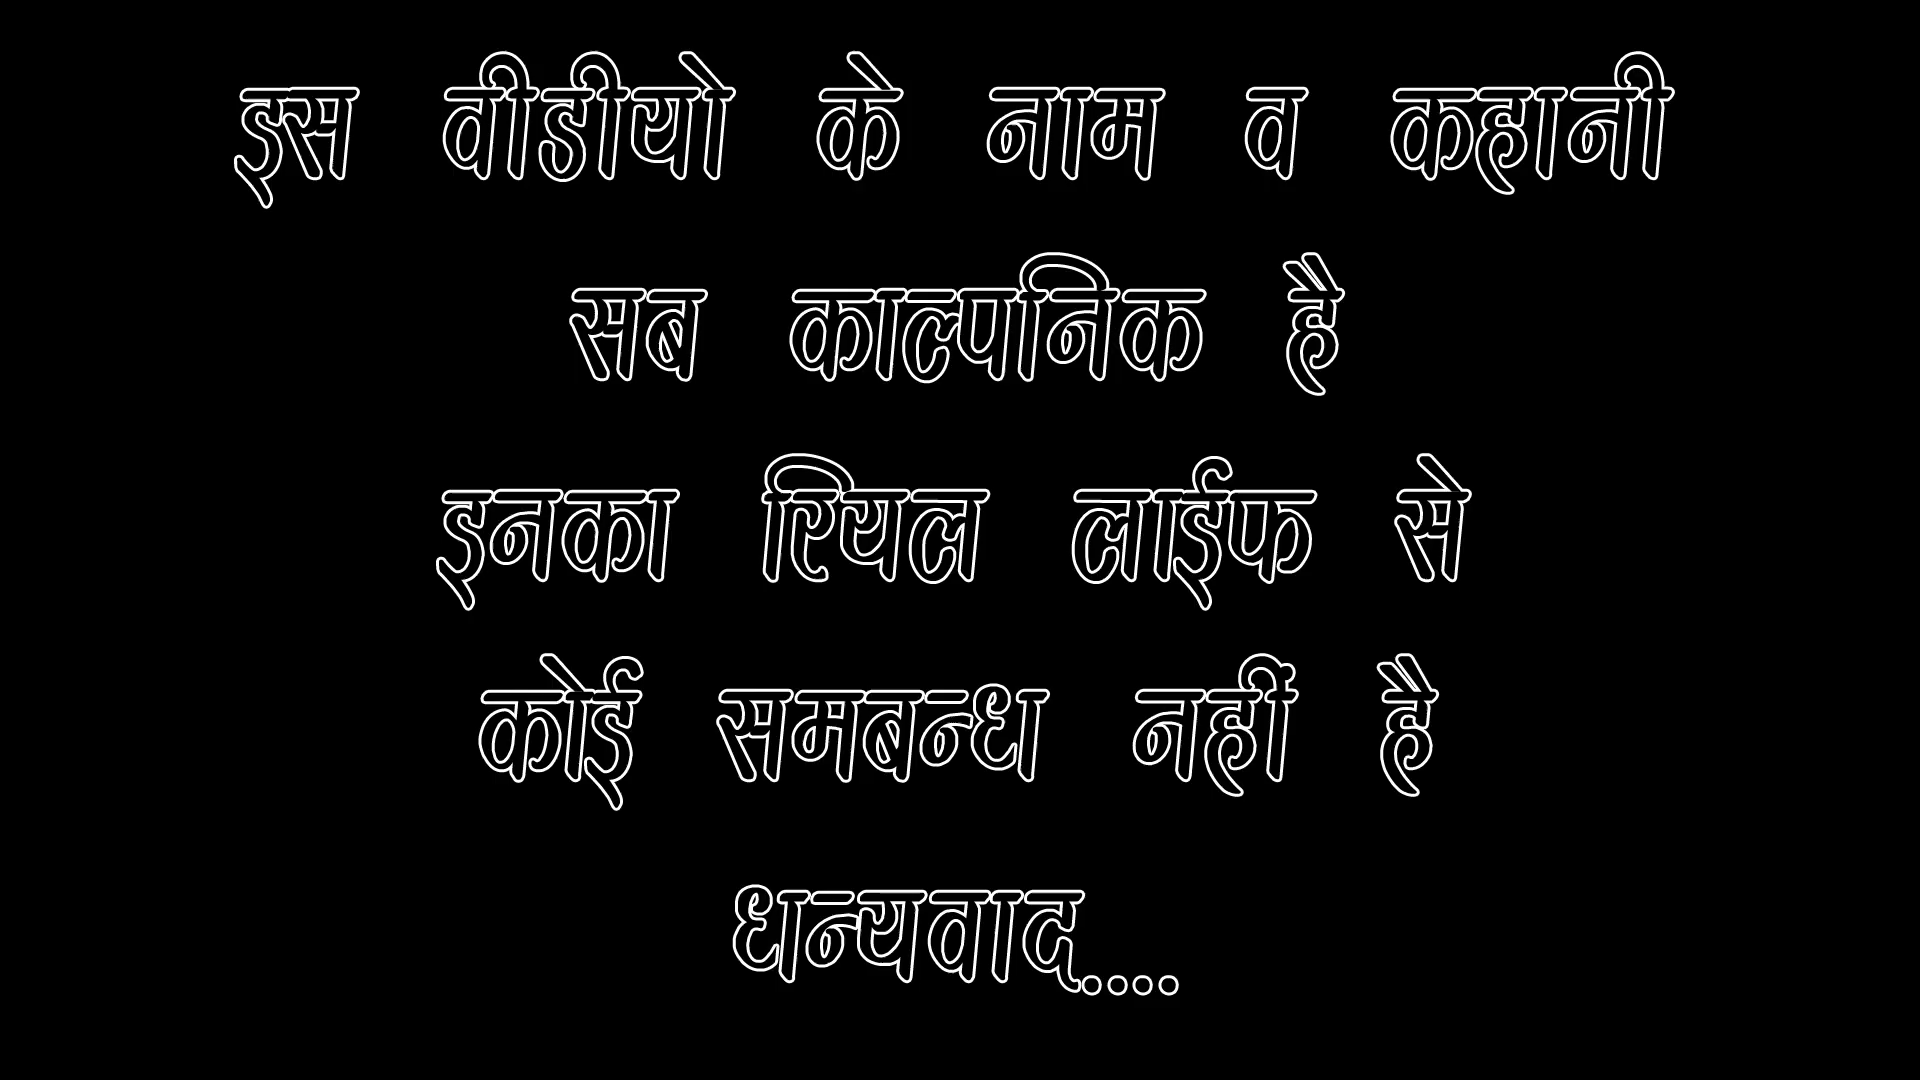 इस वीडीयो के नाम व कहानी
सब काल्पनिक है
इनका रियल लाईफ से
कोई समबन्ध नहीं है
धन्यवाद....